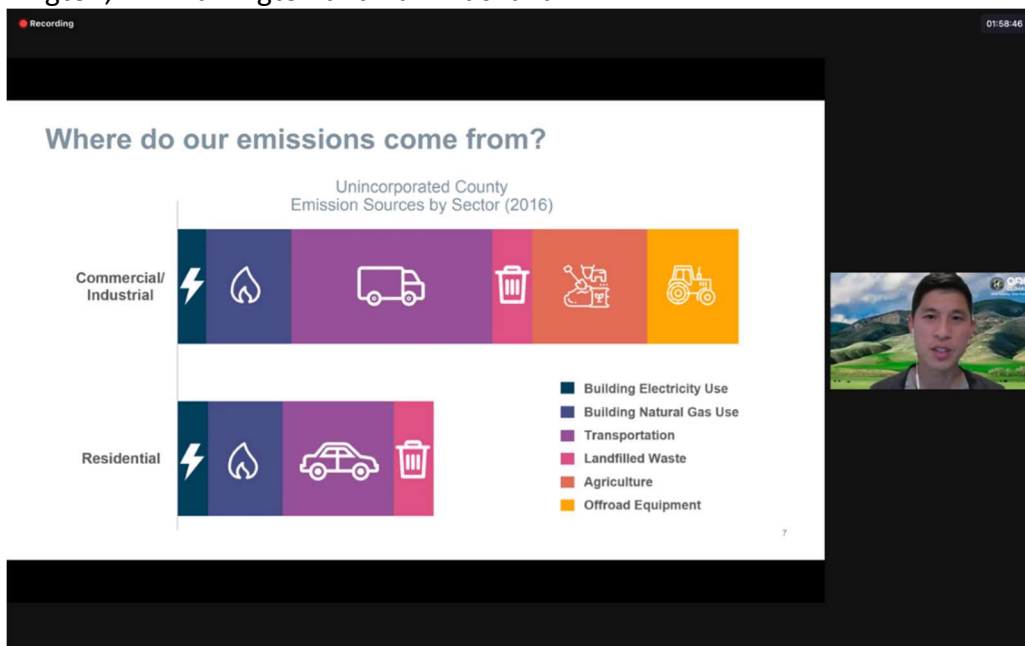 Recording
01:58:46
Where do our emissions come from?
Unincorporated County
Emission Sources by Sector (2016)
Commercial/
Industrial
Residential
Building Electricity Use
Building Natural Gas Use
Transportation
Landfilled Waste
Agriculture
Offroad Equipment
7